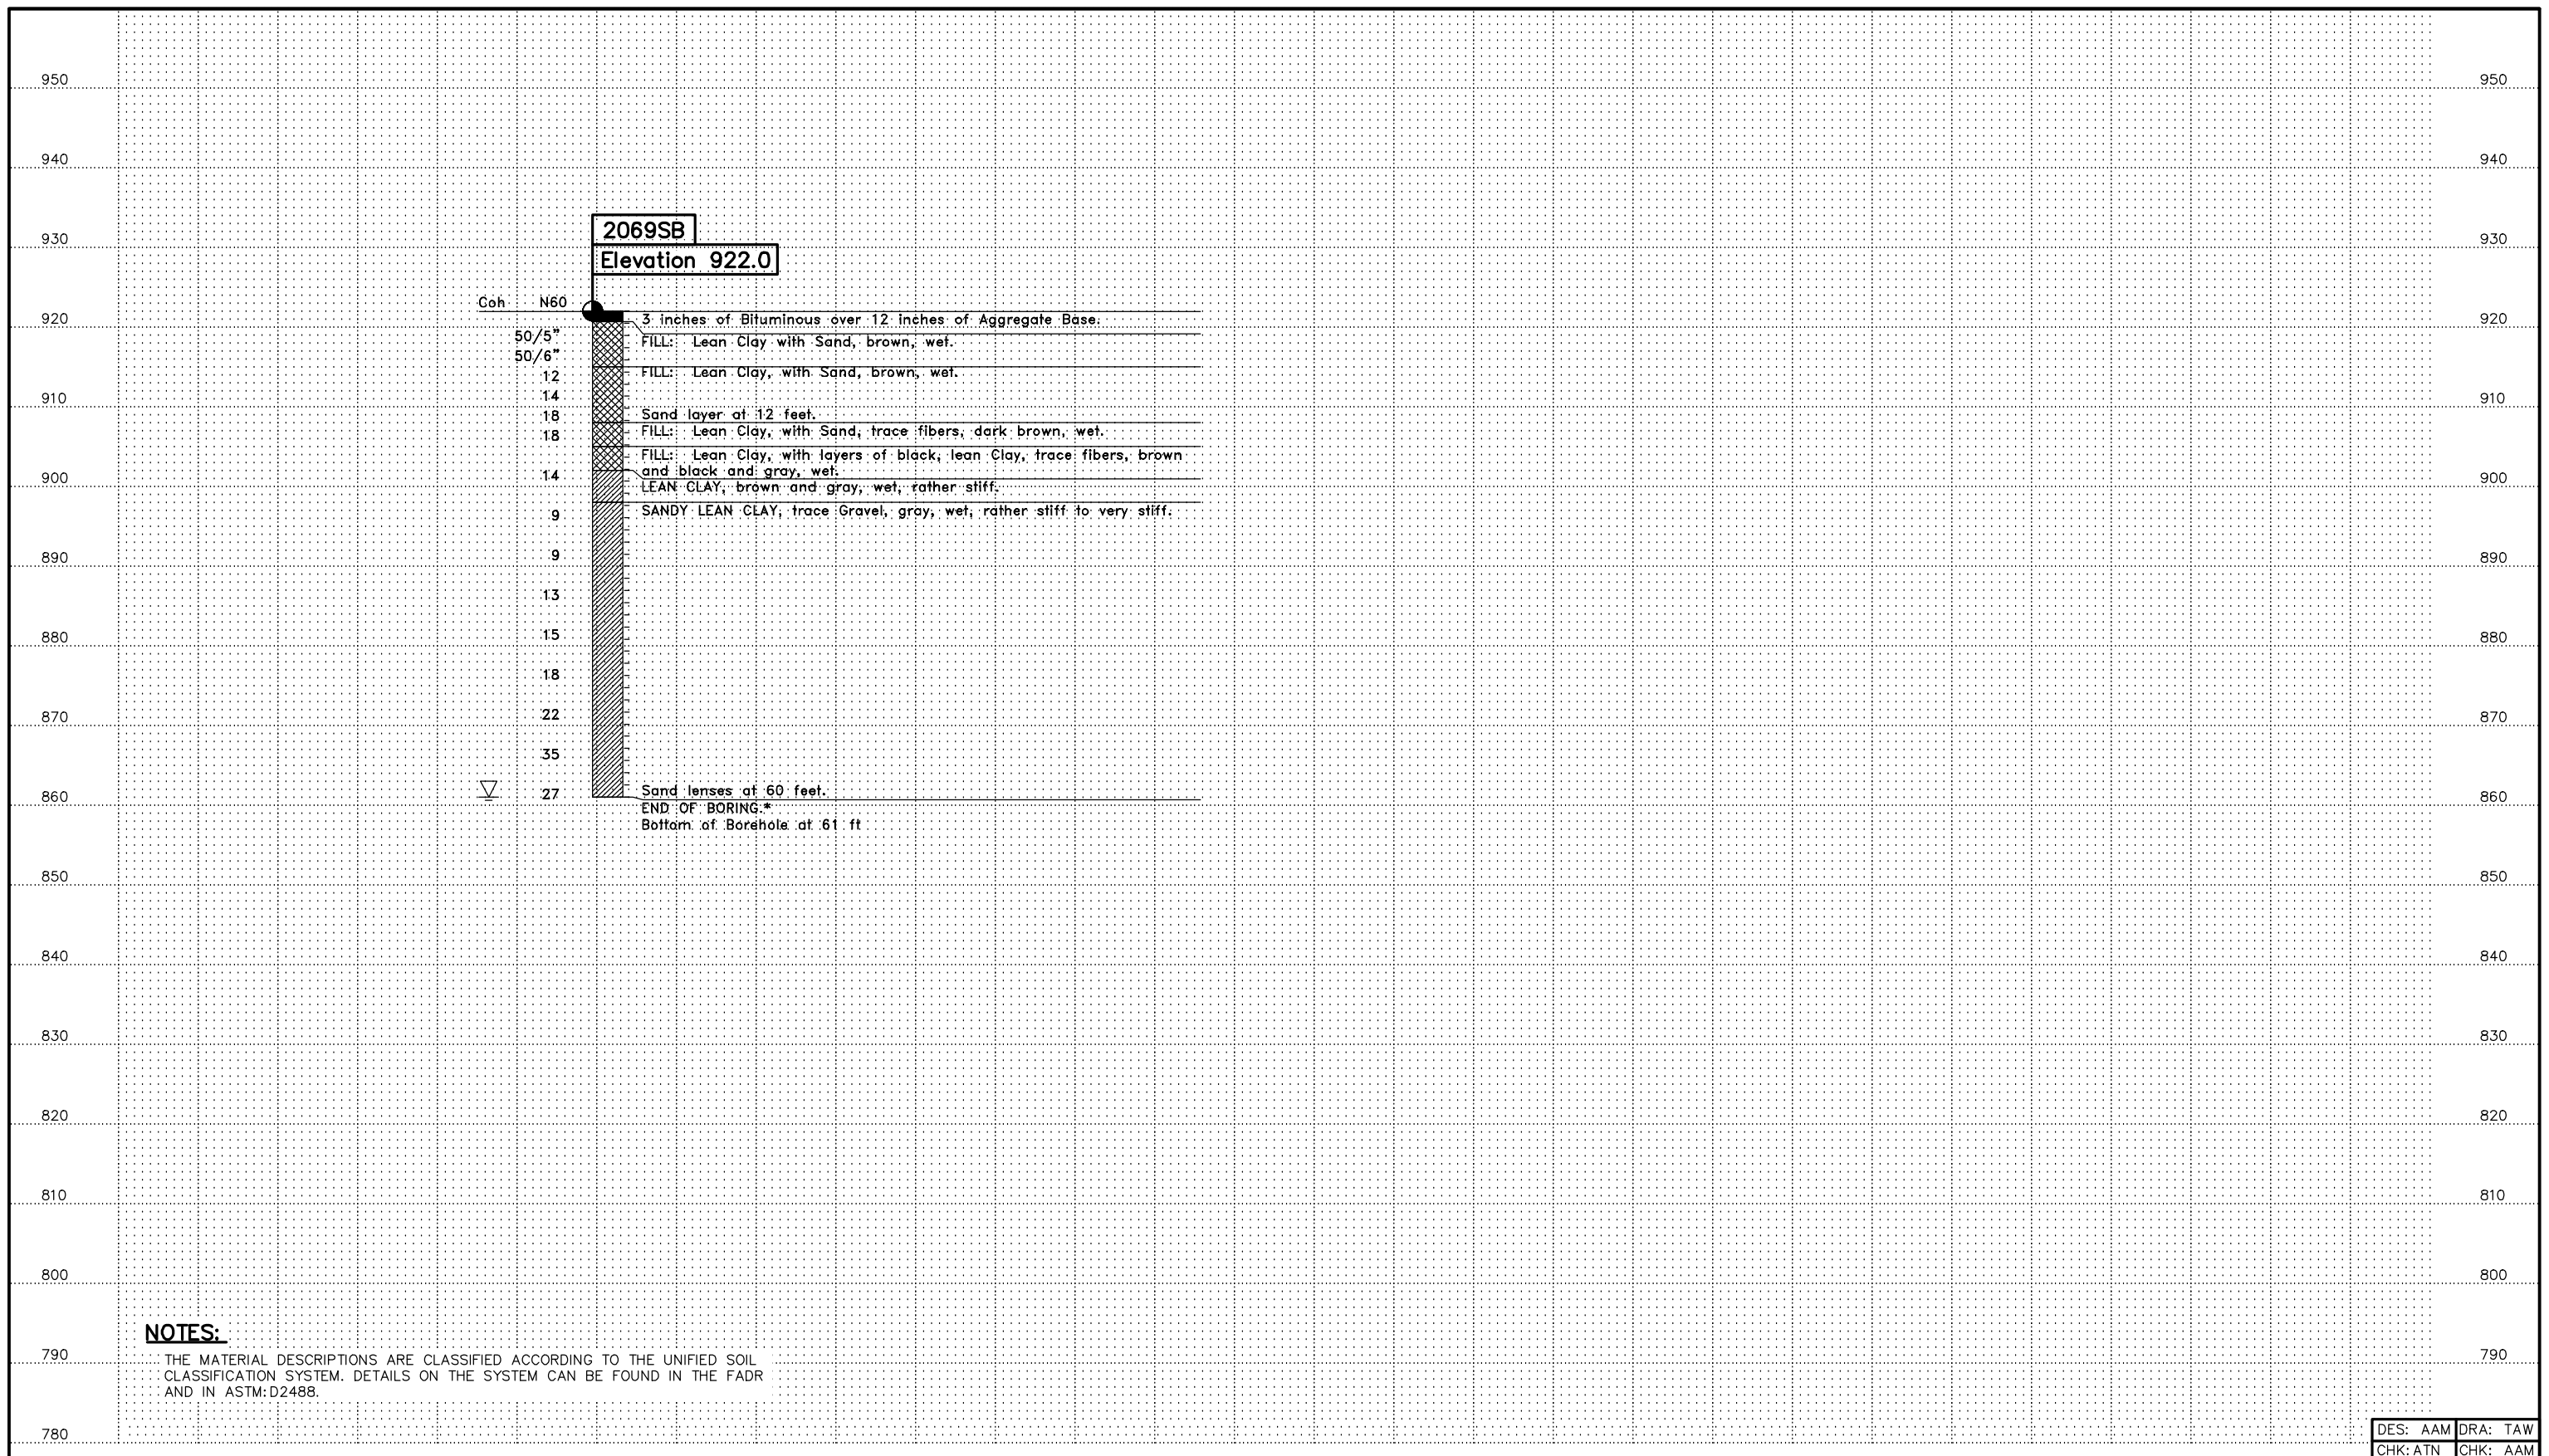 950 950
940 940
2069SB
930 930
Elevation 922.0
Coh N60
920 3 inches of Bituminous over 12 inches of Aggregate Base. 920
50/5" FILL: Lean Clay with Sand, brown, wet.
50/6"
12 FILL: Lean Clay, with Sand, brown, wet.
14
910 910
18 Sand layer at 12 feet.
18 FILL: Lean Clay, with Sand, trace fibers, dark brown, wet.
FILL: Lean Clay, with layers of black, lean Clay, trace fibers, brown
and black and gray, wet.
900 14 900
LEAN CLAY, brown and gray, wet, rather stiff.
9 SANDY LEAN CLAY, trace Gravel, gray, wet, rather stiff to very stiff.
890 9 890
13
880 15 880
18
870 22 870
35
Sand lenses at 60 feet.
860 27 860
END OF BORING.*
Bottom of Borehole at 61 ft
850 850
840 840
830 830
820 820
810 810
800 800
NOTES:
790 790
THE MATERIAL DESCRIPTIONS ARE CLASSIFIED ACCORDING TO THE UNIFIED SOIL
CLASSIFICATION SYSTEM. DETAILS ON THE SYSTEM CAN BE FOUND IN THE FADR
AND IN ASTM:D2488.
780
DES: AAM DRA: TAW
CHK: ATN CHK: AAM